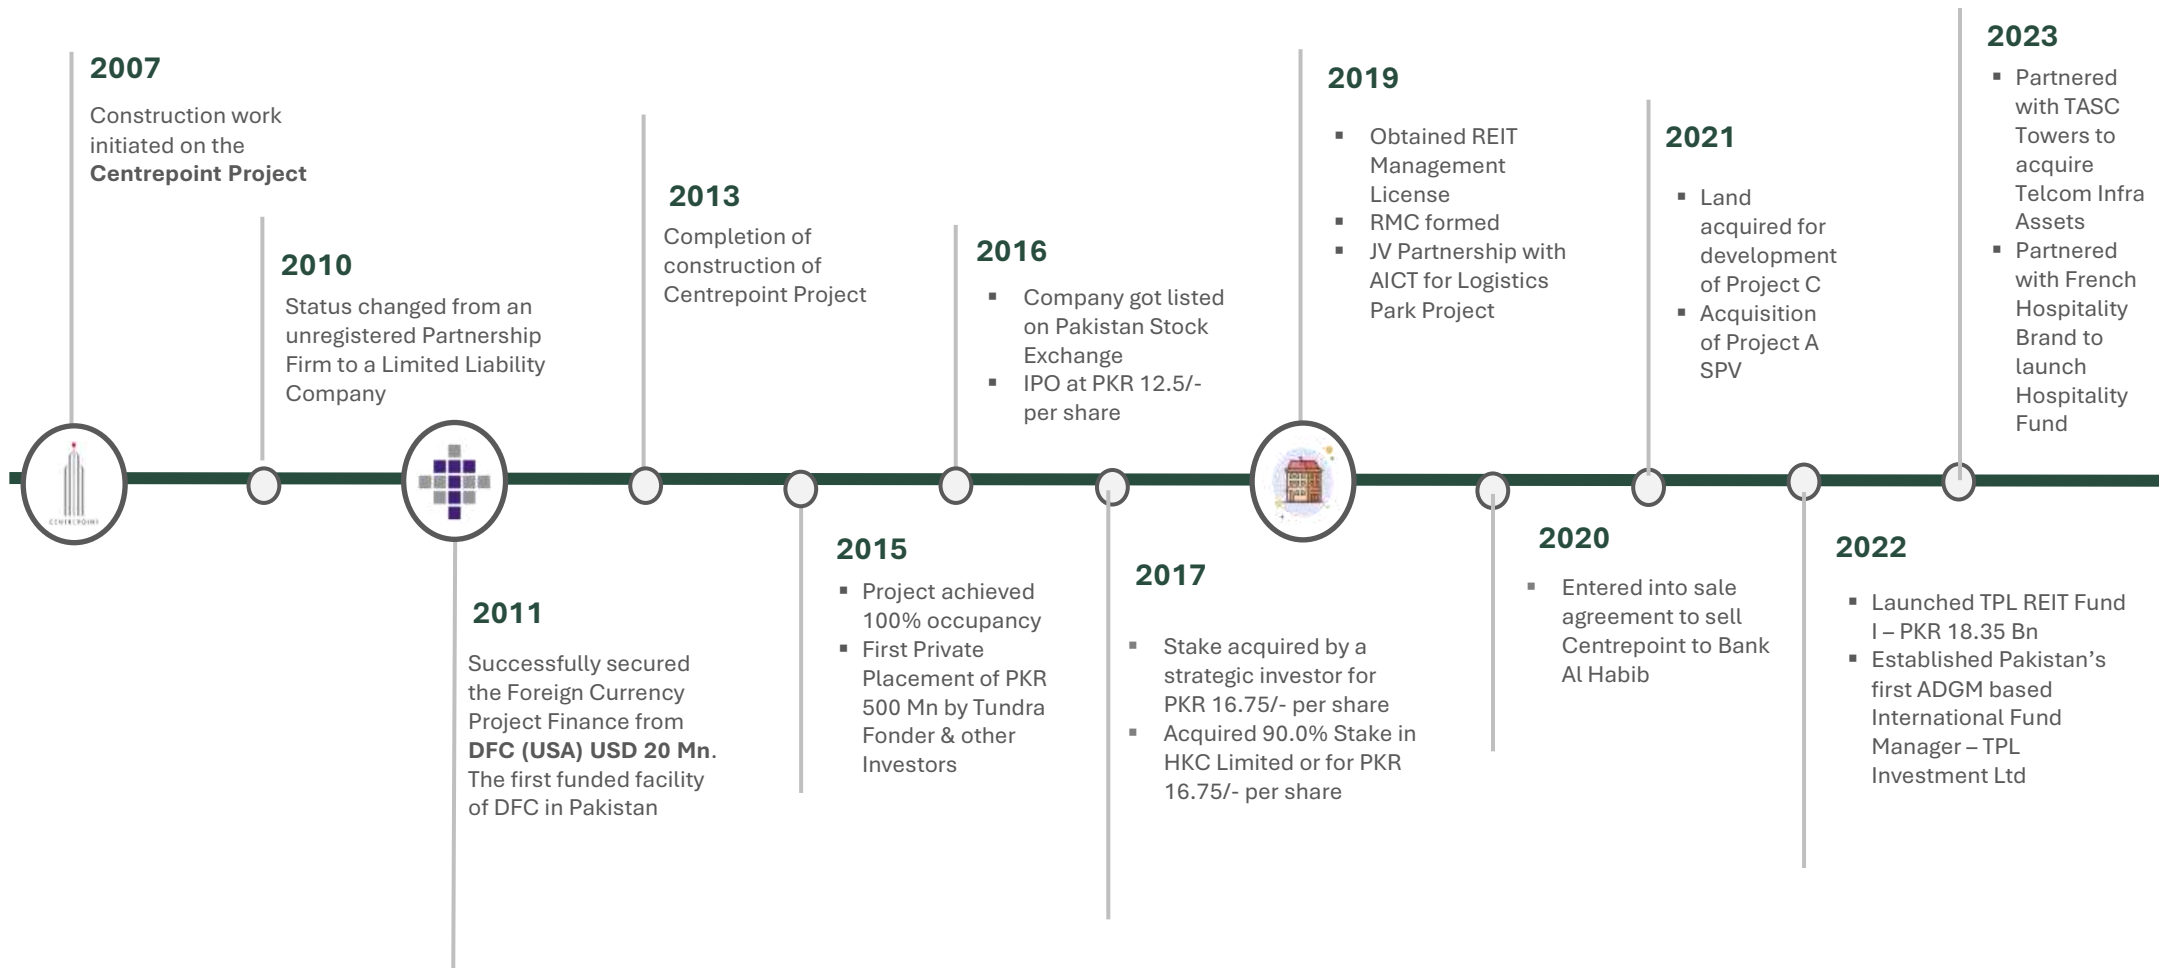 2007
Construction work
initiated on the
Centrepoint Project
2010
Status changed from an
unregistered Partnership
Firm to a Limited Liability
Company
2011
Successfully secured
the Foreign Currency
Project Finance from
DFC (USA) USD 20 Mn.
The first funded facility
of DFC in Pakistan
2013
Completion of
construction of
Centrepoint Project
2015
▪ Project achieved
100% occupancy
▪ First Private
Placement of PKR
500 Mn by Tundra
Fonder & other
Investors
2016
▪ Company got listed
on Pakistan Stock
Exchange
▪ IPO at PKR 12.5/-
per share
2017
▪ Stake acquired by a
strategic investor for
PKR 16.75/- per share
▪ Acquired 90.0% Stake in
HKC Limited or for PKR
16.75/- per share
2019
▪ Obtained REIT
Management
License
▪ RMC formed
▪ JV Partnership with
AICT for Logistics
Park Project
2020
▪ Entered into sale
agreement to sell
Centrepoint to Bank
Al Habib
2021
▪ Land
acquired for
development
of Project C
▪ Acquisition
of Project A
SPV
2022
▪ Launched TPL REIT Fund
I – PKR 18.35 Bn
▪ Established Pakistan’s
first ADGM based
International Fund
Manager – TPL
Investment Ltd
2023
▪ Partnered
with TASC
Towers to
acquire
Telcom Infra
Assets
▪ Partnered
with French
Hospitality
Brand to
launch
Hospitality
Fund
CENTREPOINT